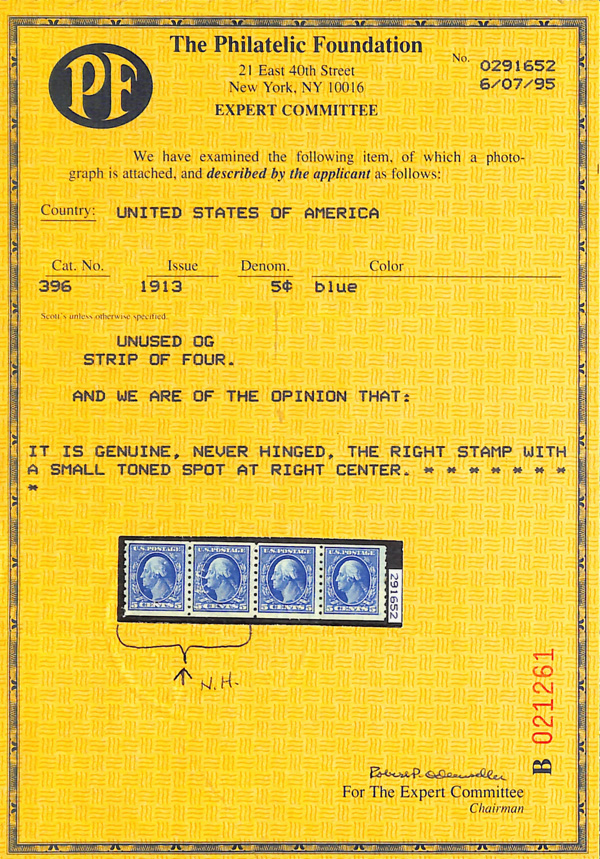 PF
The Philatelic Foundation
21 East 40th Street
New York, NY 10016
EXPERT COMMITTEE
No. 0291652
6/07/95
We have examined the following item, of which a photo-
graph is attached, and described by the applicant as follows:
Country: UNITED STATES OF AMERICA
Cat. No. Issue Denom. Color
396 1913 5¢ blue
Scott's unless otherwise specified.
UNUSED OG
STRIP OF FOUR.
AND WE ARE OF THE OPINION THAT:
IT IS GENUINE, NEVER HINGED, THE RIGHT STAMP WITH
A SMALL TONED SPOT AT RIGHT CENTER. * * * * * * *
*
U.S. POSTAGE U.S. POSTAGE U.S. POSTAGE U.S. POSTAGE
5 CENTS 5 5 CENTS 5 5 CENTS 5 5 CENTS 5
291652
N.H.
B 021261
For The Expert Committee
Chairman